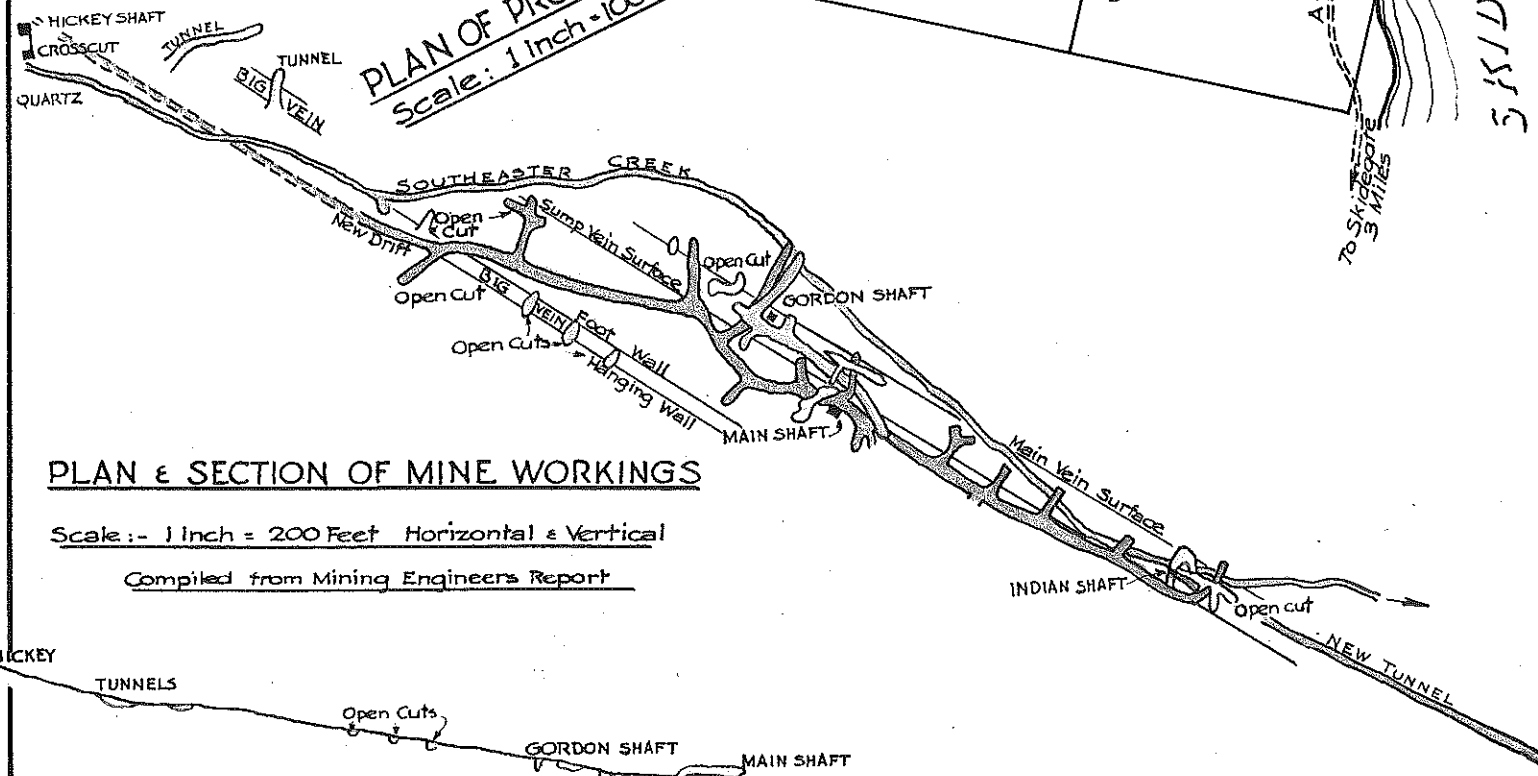 HICKEY SHAFT
CROSSCUT
QUARTZ
TUNNEL
TUNNEL
BIG VEIN
PLAN OF
Scale: 1 inch =
To Skidegate
3 Miles
SOUTHEASTER CREEK
New Drift
Open
Cut
Sump Vein Surface
Open Cut
GORDON SHAFT
Open Cut
BIG VEIN
Foot Wall
Open Cuts
Hanging Wall
MAIN SHAFT
Main Vein Surface
PLAN & SECTION OF MINE WORKINGS
Scale:- 1 Inch = 200 Feet Horizontal & Vertical
Compiled from Mining Engineers Report
INDIAN SHAFT
Open cut
NEW TUNNEL
ICKEY
TUNNELS
Open Cuts
GORDON SHAFT
MAIN SHAFT